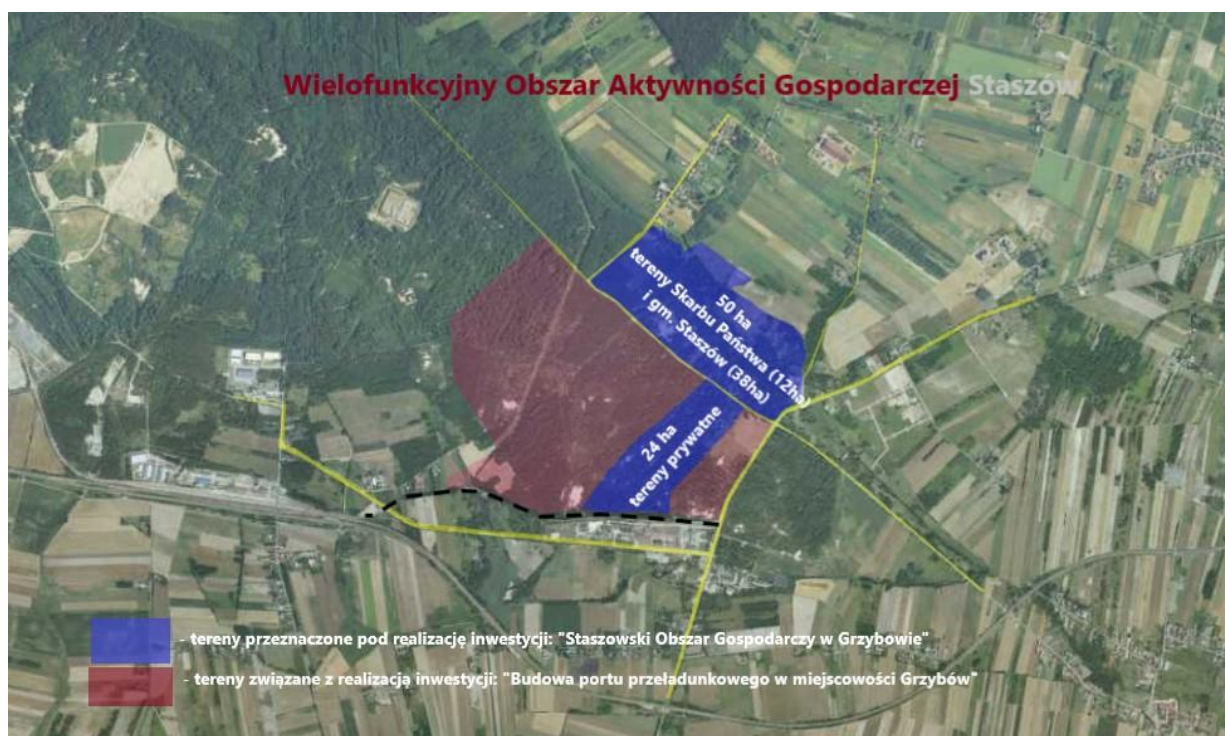 Wielofunkcyjny Obszar Aktywności Gospodarczej Staszów
50 ha
tereny Skarbu Państwa (12ha)
i gm. Staszów (38ha)
24 ha
tereny prywatne
- tereny przeznaczone pod realizację inwestycji: "Staszowski Obszar Gospodarczy w Grzybowie"
- tereny związane z realizacją inwestycji: "Budowa portu przeładunkowego w miejscowości Grzybów"